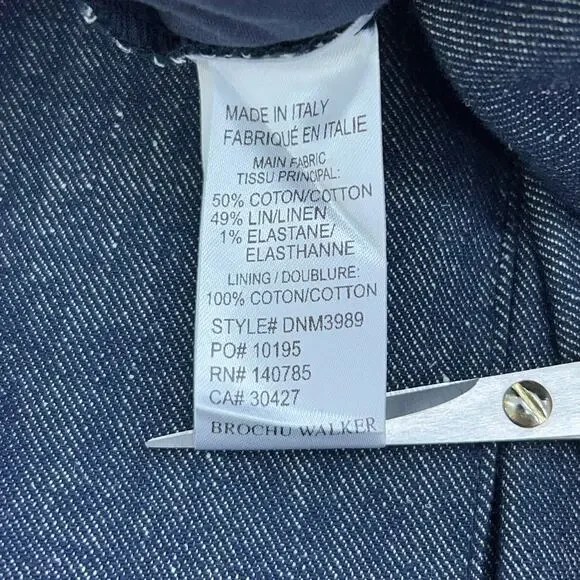 MADE IN ITALY
FABRIQUÉ EN ITALIE
MAIN FABRIC
TISSU PRINCIPAL:
50% COTON/COTTON
49% LIN/LINEN
1% ELASTANE/
ELASTHANNE
LINING / DOUBLURE:
100% COTON/COTTON
STYLE# DNM3989
PO# 10195
RN# 140785
CA# 30427
BROCHU WALKER